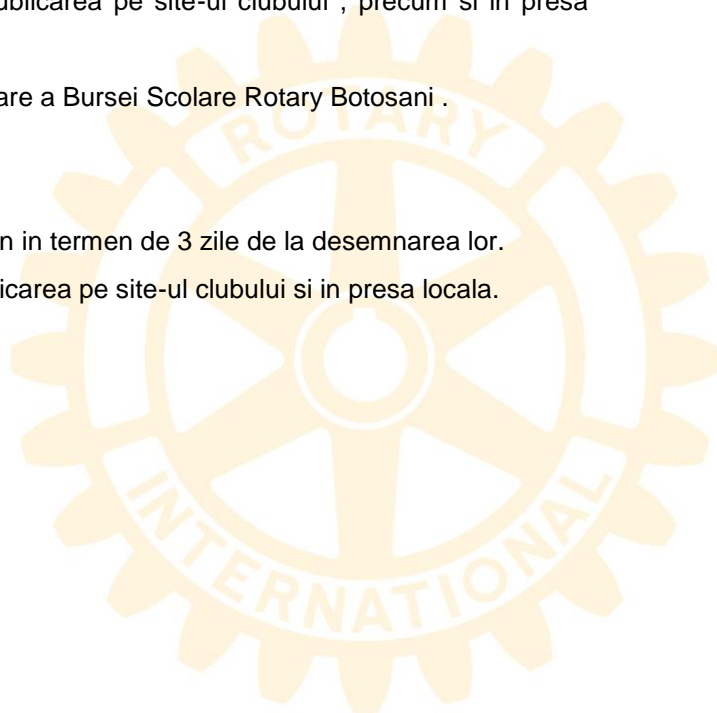 ublicarea pe site-ul clubului , precum si in presa
are a Bursei Scolare Rotary Botosani .
ROTARY
n in termen de 3 zile de la desemnarea lor.
licarea pe site-ul clubului si in presa locala.
INTERNATIONAL